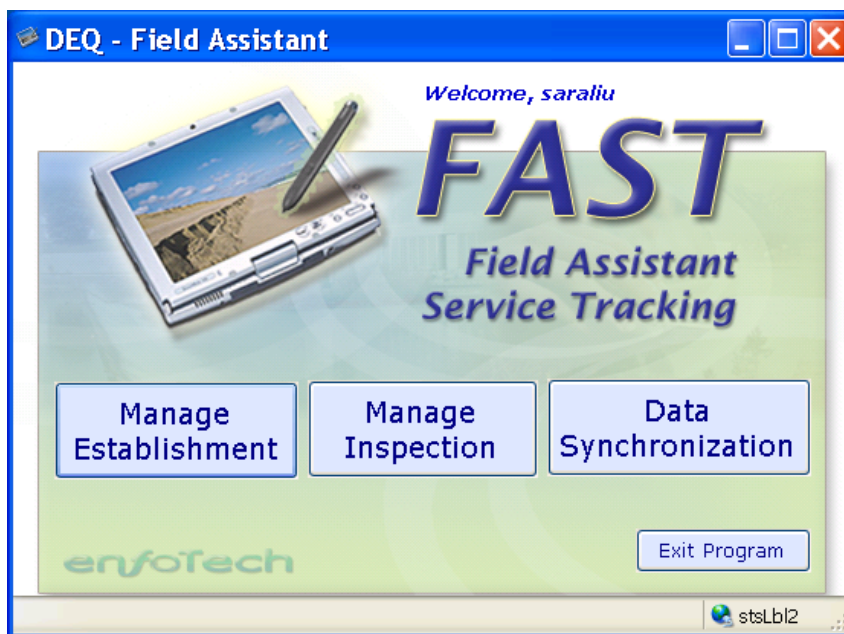 DEQ - Field Assistant
Welcome, saraliu
FAST
Field Assistant
Service Tracking
Manage
Establishment
Manage
Inspection
Data
Synchronization
enfoTech
Exit Program
stsLbl2